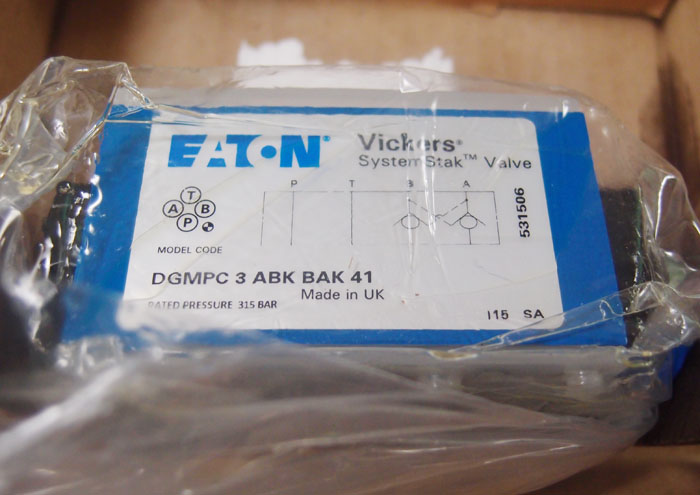 EATON Vickers®
SystemStak™ Valve
P T B A
T
A B
P
531506
MODEL CODE
DGMPC 3 ABK BAK 41
Made in UK
RATED PRESSURE 315 BAR
I15 SA